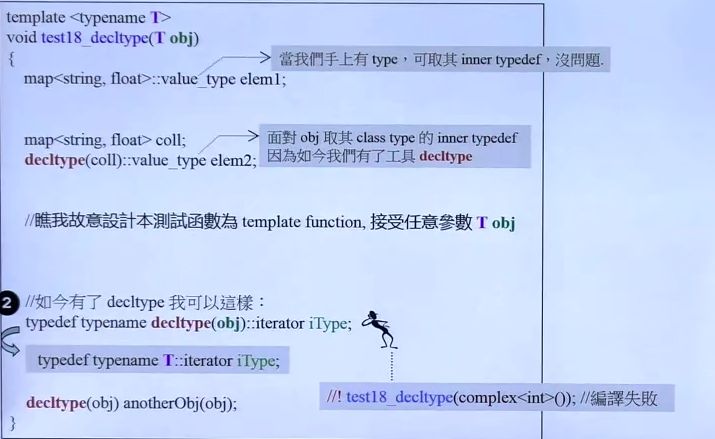 template <typename T>
void test18_decltype(T obj)
{
當我們手上有 type，可取其 inner typedef，沒問題.
map<string, float>::value_type elem1;
map<string, float> coll;
decltype(coll)::value_type elem2;
面對 obj 取其 class type 的 inner typedef
因為如今我們有了工具 decltype
//瞧我故意設計本測試函數為 template function, 接受任意參數 T obj
2 //如今有了 decltype 我可以這樣：
typedef typename decltype(obj)::iterator iType;
typedef typename T::iterator iType;
decltype(obj) anotherObj(obj);
//! test18_decltype(complex<int>()); //編譯失敗
}